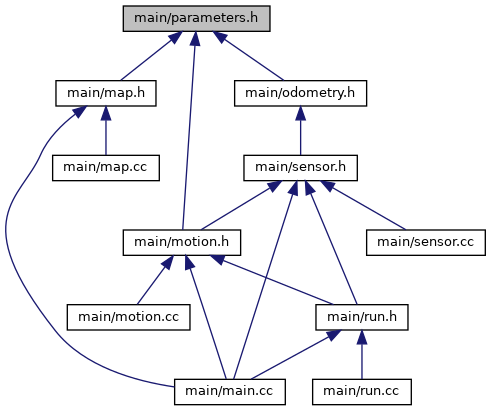 main/parameters.h
main/map.h
main/odometry.h
main/map.cc
main/sensor.h
main/motion.h
main/sensor.cc
main/motion.cc
main/run.h
main/main.cc
main/run.cc